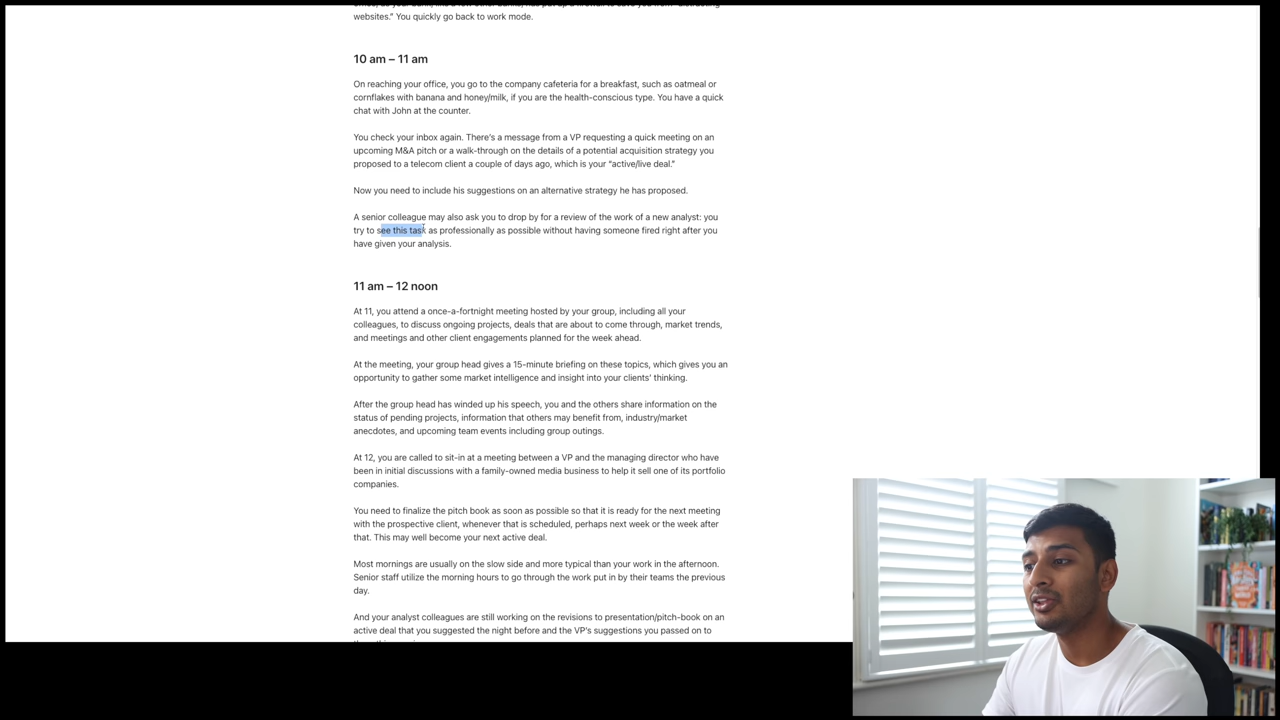 websites." You quickly go back to work mode.
10 am – 11 am
On reaching your office, you go to the company cafeteria for a breakfast, such as oatmeal or
cornflakes with banana and honey/milk, if you are the health-conscious type. You have a quick
chat with John at the counter.
You check your inbox again. There's a message from a VP requesting a quick meeting on an
upcoming M&A pitch or a walk-through on the details of a potential acquisition strategy you
proposed to a telecom client a couple of days ago, which is your "active/live deal."
Now you need to include his suggestions on an alternative strategy he has proposed.
A senior colleague may also ask you to drop by for a review of the work of a new analyst: you
try to see this task as professionally as possible without having someone fired right after you
have given your analysis.
11 am – 12 noon
At 11, you attend a once-a-fortnight meeting hosted by your group, including all your
colleagues, to discuss ongoing projects, deals that are about to come through, market trends,
and meetings and other client engagements planned for the week ahead.
At the meeting, your group head gives a 15-minute briefing on these topics, which gives you an
opportunity to gather some market intelligence and insight into your clients' thinking.
After the group head has winded up his speech, you and the others share information on the
status of pending projects, information that others may benefit from, industry/market
anecdotes, and upcoming team events including group outings.
At 12, you are called to sit-in at a meeting between a VP and the managing director who have
been in initial discussions with a family-owned media business to help it sell one of its portfolio
companies.
You need to finalize the pitch book as soon as possible so that it is ready for the next meeting
with the prospective client, whenever that is scheduled, perhaps next week or the week after
that. This may well become your next active deal.
Most mornings are usually on the slow side and more typical than your work in the afternoon.
Senior staff utilize the morning hours to go through the work put in by their teams the previous
day.
And your analyst colleagues are still working on the revisions to presentation/pitch-book on an
active deal that you suggested the night before and the VP's suggestions you passed on to